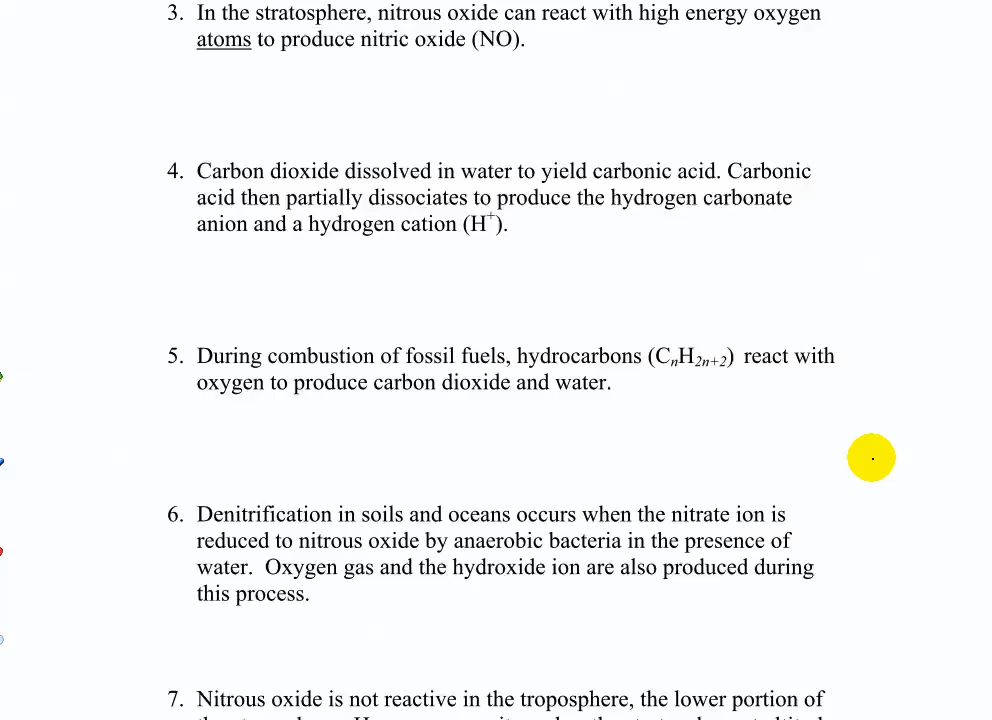 3. In the stratosphere, nitrous oxide can react with high energy oxygen
atoms to produce nitric oxide (NO).
4. Carbon dioxide dissolved in water to yield carbonic acid. Carbonic
acid then partially dissociates to produce the hydrogen carbonate
anion and a hydrogen cation (H⁺).
5. During combustion of fossil fuels, hydrocarbons (CₙH₂ₙ₊₂) react with
oxygen to produce carbon dioxide and water.
6. Denitrification in soils and oceans occurs when the nitrate ion is
reduced to nitrous oxide by anaerobic bacteria in the presence of
water. Oxygen gas and the hydroxide ion are also produced during
this process.
7. Nitrous oxide is not reactive in the troposphere, the lower portion of